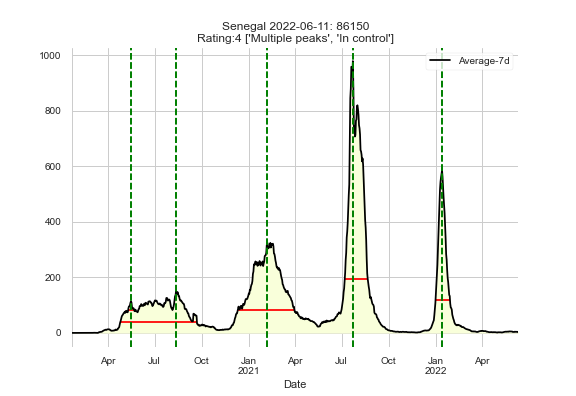 Senegal 2022-06-11: 86150
Rating:4 ['Multiple peaks', 'In control']
Average-7d
1000
800
600
400
200
0
Apr
Jul
Oct
Jan
2021
Apr
Jul
Oct
Jan
2022
Apr
Date